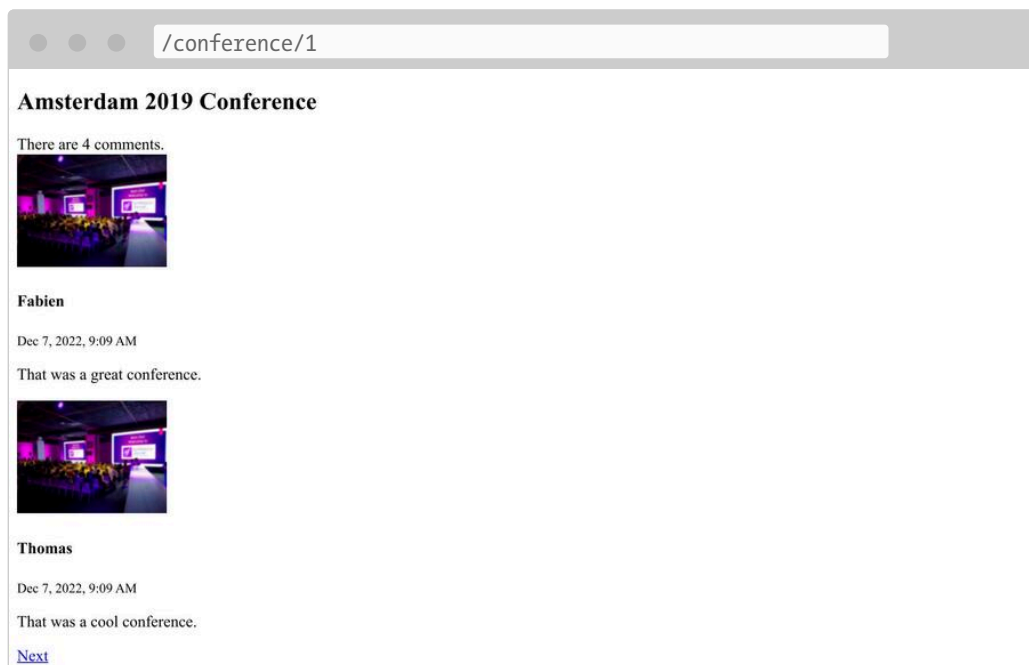 /conference/1
Amsterdam 2019 Conference
There are 4 comments.
Fabien
Dec 7, 2022, 9:09 AM
That was a great conference.
Thomas
Dec 7, 2022, 9:09 AM
That was a cool conference.
Next